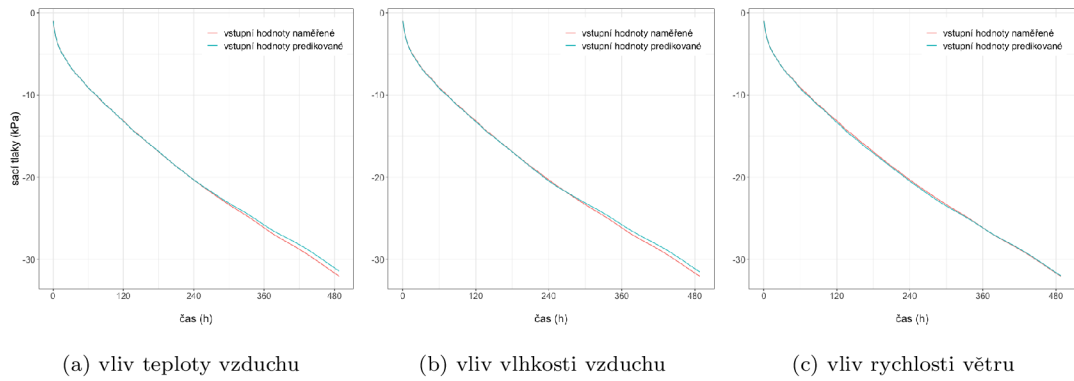 0
-10
-20
-30
sací tlaky (kPa)
0 120 240 360 480
čas (h)
vstupní hodnoty naměřené
vstupní hodnoty predikované
(a) vliv teploty vzduchu
0
-10
-20
-30
0 120 240 360 480
čas (h)
vstupní hodnoty naměřené
vstupní hodnoty predikované
(b) vliv vlhkosti vzduchu
0
-10
-20
-30
0 120 240 360 480
čas (h)
vstupní hodnoty naměřené
vstupní hodnoty predikované
(c) vliv rychlosti větru